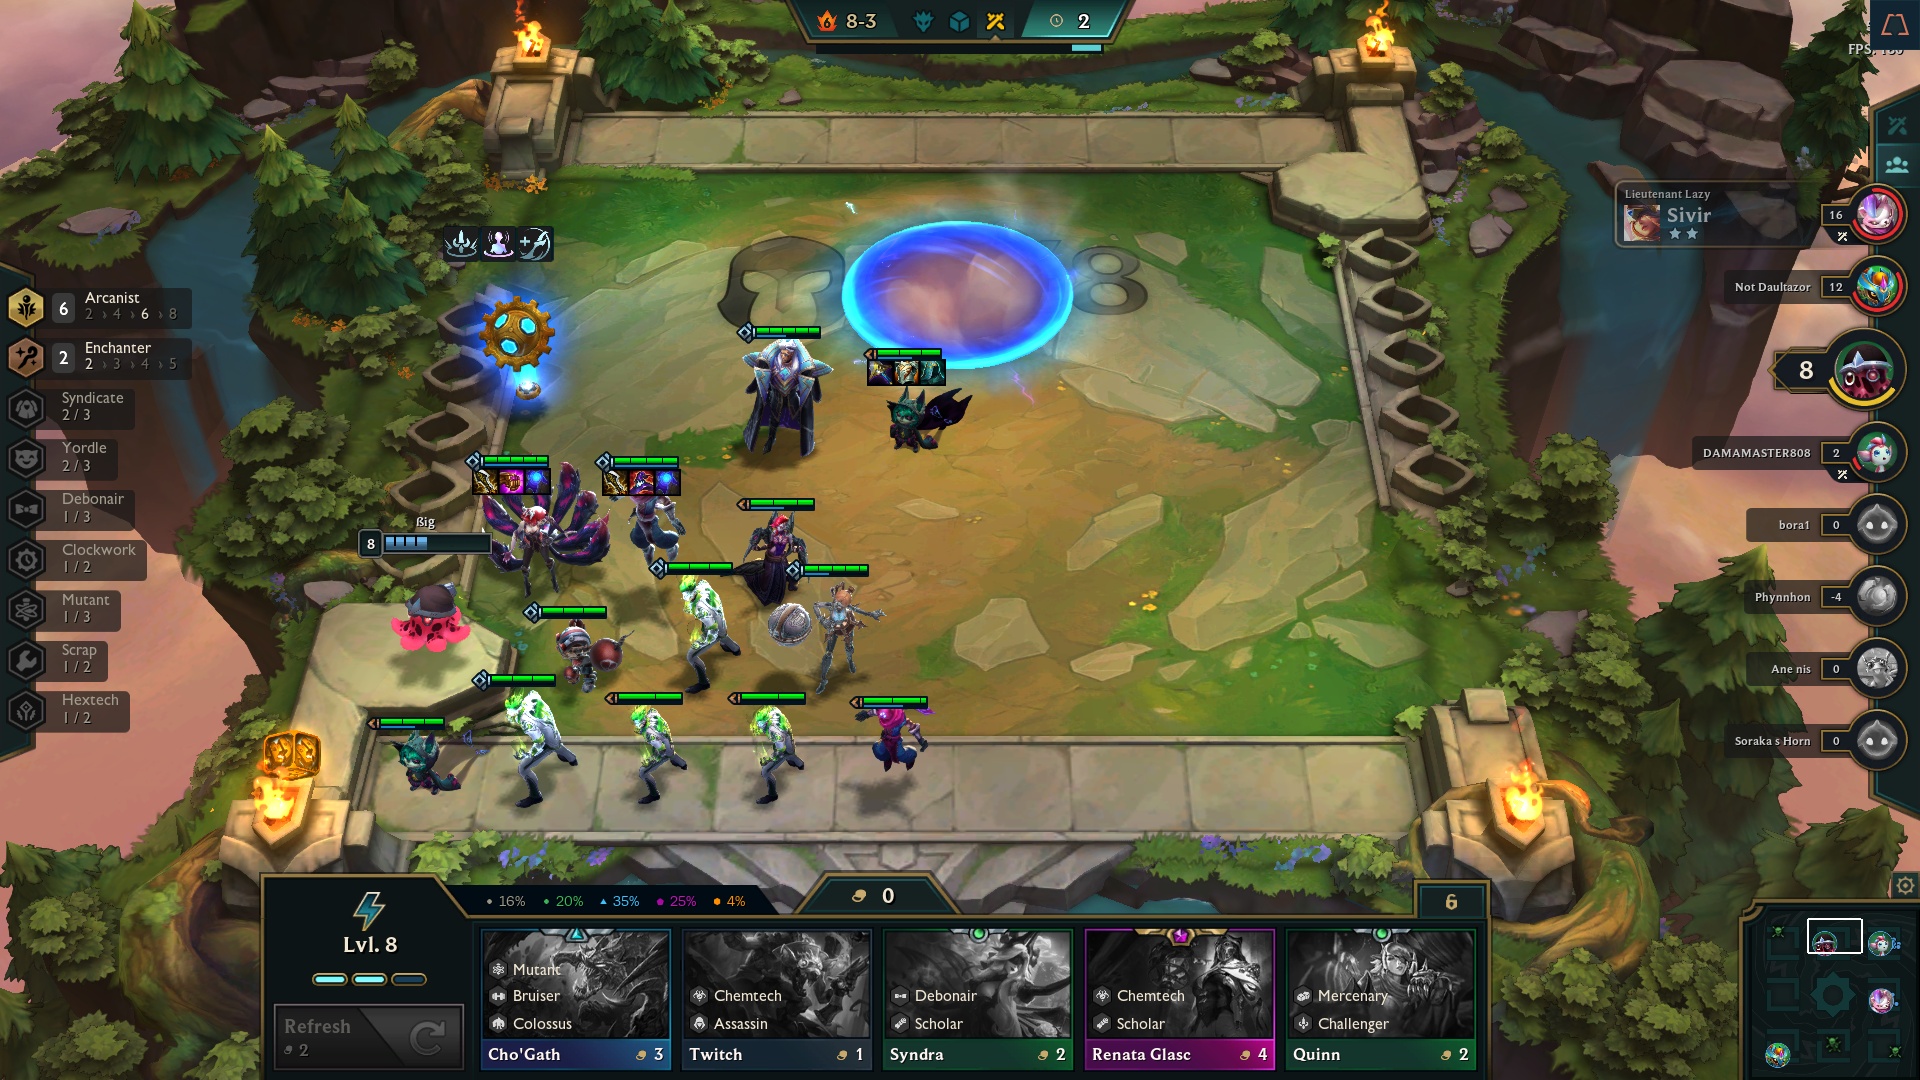 8-3
2
FPS: 
8
Lieutenant Lazy
Sivir
16
Not Daultazor
12
8
DAMAMASTER808
2
bora1
0
Phynnhon
-4
Ane nis
0
Soraka s Horn
0
6
Arcanist
2 › 4 › 6 › 8
2
Enchanter
2 › 3 › 4 › 5
Syndicate
2 / 3
Yordle
2 / 3
Debonair
1 / 3
Clockwork
1 / 2
Mutant
1 / 3
Scrap
1 / 2
Hextech
1 / 2
ßig
8
Lvl. 8
16%
20%
35%
25%
4%
0
6
Refresh
2
Mutant
Bruiser
Colossus
Cho'Gath
3
Chemtech
Assassin
Twitch
1
Debonair
Scholar
Syndra
2
Chemtech
Scholar
Renata Glasc
4
Mercenary
Challenger
Quinn
2